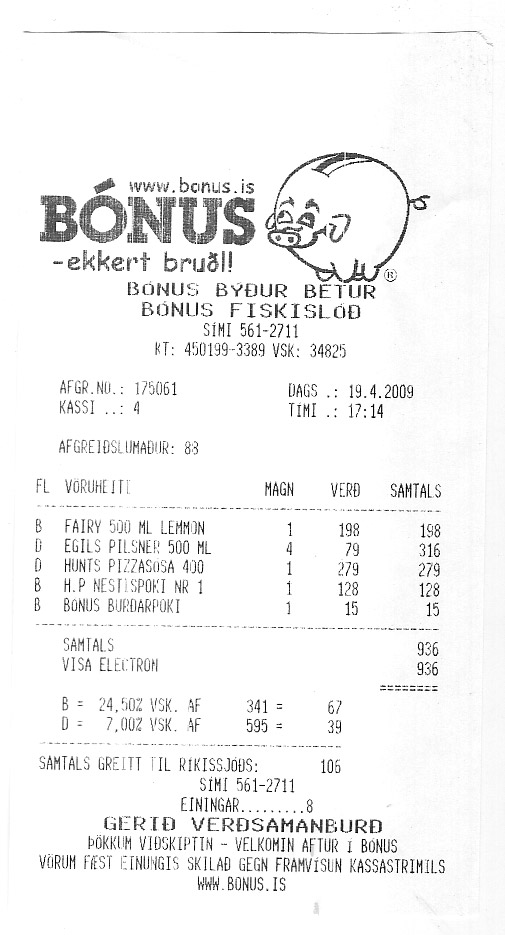 www.bonus.is
BÓNUS
-ekkert bruðl!
®
BÓNUS BÝÐUR BETUR
BÓNUS FISKISLÓÐ
SÍMI 561-2711
KT: 450199-3389 VSK: 34825
AFGR.NO.: 175061 DAGS .: 19.4.2009
KASSI ..: 4 TÍMI .: 17:14
AFGREIÐSLUMAÐUR: 88
FL VÖRUHEITI MAGN VERÐ SAMTALS
B FAIRY 500 ML LEMMON 1 198 198
D EGILS PILSNER 500 ML 4 79 316
D HUNTS PIZZASOSA 400 1 279 279
B H.P NESTISPOKI NR 1 1 128 128
B BONUS BURÐARPOKI 1 15 15
SAMTALS 936
VISA ELECTRON 936
========
B = 24,50% VSK. AF 341 = 67
D = 7,00% VSK. AF 595 = 39
SAMTALS GREITT TIL RÍKISSJÓÐS: 106
SÍMI 561-2711
EININGAR.........8
GERIÐ VERÐSAMANBURÐ
ÞÖKKUM VIÐSKIPTIN - VELKOMIN AFTUR Í BÓNUS
VÖRUM FÆST EINUNGIS SKILAÐ GEGN FRAMVÍSUN KASSASTRIMILS
WWW.BONUS.IS